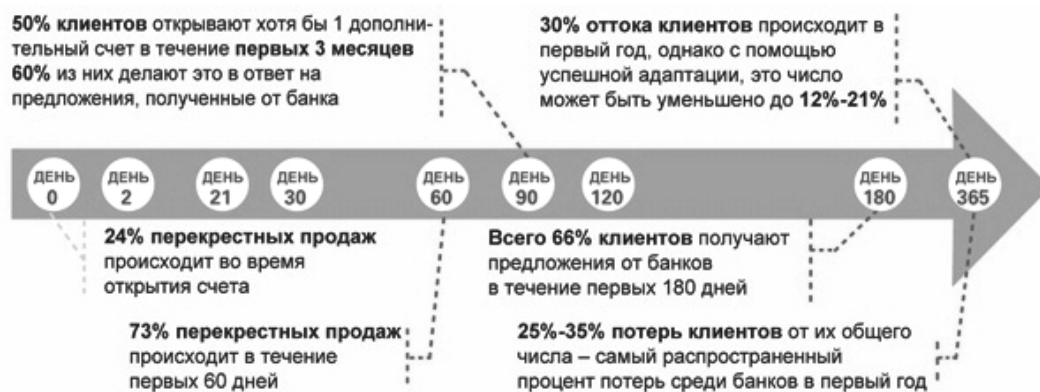 50% клиентов открывают хотя бы 1 дополни-
тельный счет в течение первых 3 месяцев
60% из них делают это в ответ на
предложения, полученные от банка
30% оттока клиентов происходит в
первый год, однако с помощью
успешной адаптации, это число
может быть уменьшено до 12%-21%
ДЕНЬ
0
ДЕНЬ
2
ДЕНЬ
21
ДЕНЬ
30
ДЕНЬ
60
ДЕНЬ
90
ДЕНЬ
120
ДЕНЬ
180
ДЕНЬ
365
24% перекрестных продаж
происходит во время
открытия счета
Всего 66% клиентов получают
предложения от банков
в течение первых 180 дней
73% перекрестных продаж
происходит в течение
первых 60 дней
25%-35% потерь клиентов от их общего
числа – самый распространенный
процент потерь среди банков в первый год